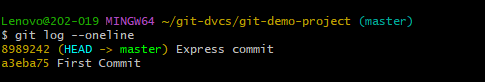 Lenovo@202-019 MINGW64 ~/git-dvcs/git-demo-project (master)
$ git log --oneline
8989242 (HEAD -> master) Express commit
a3eba75 First Commit